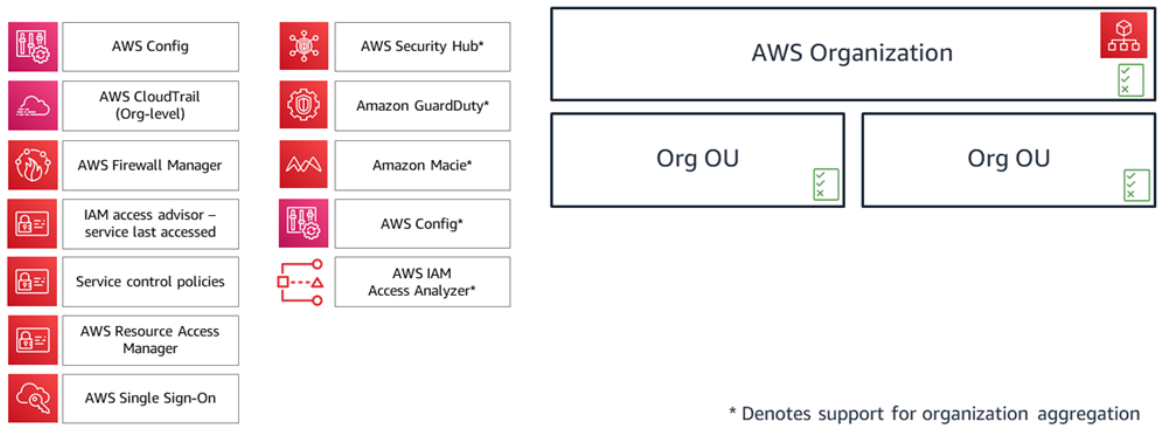 AWS Config
AWS CloudTrail
(Org-level)
AWS Firewall Manager
IAM access advisor –
service last accessed
Service control policies
AWS Resource Access
Manager
AWS Single Sign-On
AWS Security Hub*
Amazon GuardDuty*
Amazon Macie*
AWS Config*
AWS IAM
Access Analyzer*
AWS Organization
Org OU
Org OU
* Denotes support for organization aggregation